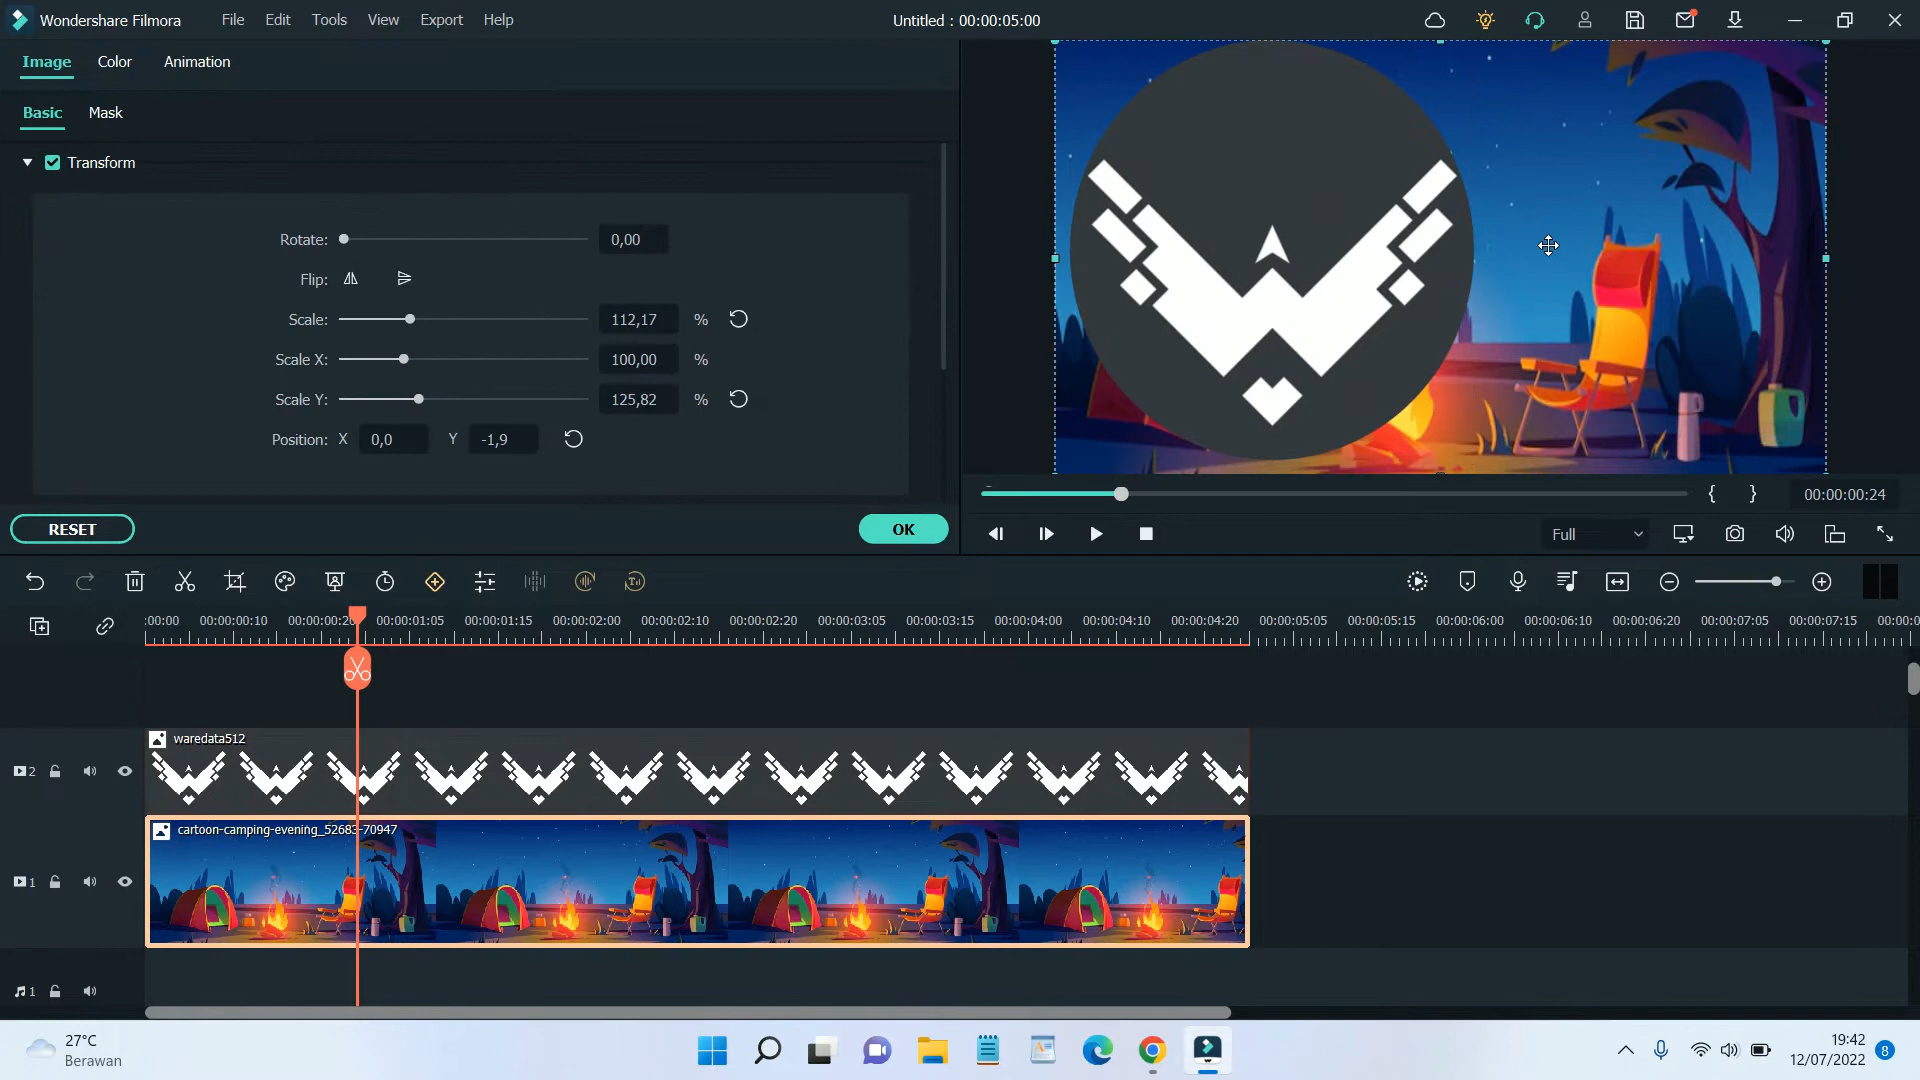 Wondershare Filmora File Edit Tools View Export Help Untitled : 00:00:05:00
Image Color Animation
Basic Mask
Transform
Rotate: 0,00
Flip:
Scale: 112,17 %
Scale X: 100,00 %
Scale Y: 125,82 %
Position: X 0,0 Y -1,9
RESET OK
{ } 00:00:00:24
Full
:00:00 00:00:00:10 00:00:00:20 00:00:01:05 00:00:01:15 00:00:02:00 00:00:02:10 00:00:02:20 00:00:03:05 00:00:03:15 00:00:04:00 00:00:04:10 00:00:04:20 00:00:05:05 00:00:05:15 00:00:06:00 00:00:06:10 00:00:06:20 00:00:07:05 00:00:07:15 00:00:0
waredata512
2
cartoon-camping-evening_52683-70947
1
1
27°C
Berawan
19:42
12/07/2022
8